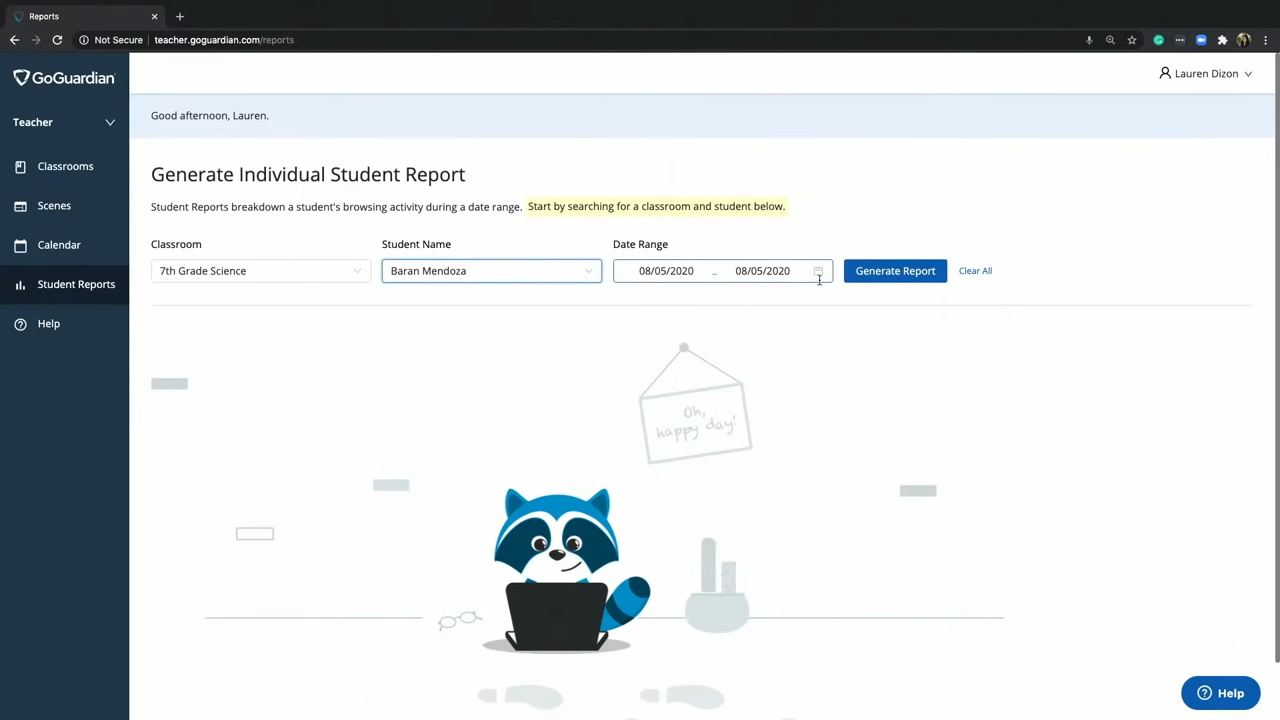 Reports
Not Secure
teacher.goguardian.com/reports
GoGuardian
Lauren Dizon
Teacher
Good afternoon, Lauren.
Classrooms
Scenes
Calendar
Student Reports
Help
Generate Individual Student Report
Student Reports breakdown a student's browsing activity during a date range. Start by searching for a classroom and student below.
Classroom
Student Name
Date Range
7th Grade Science
Baran Mendoza
08/05/2020 – 08/05/2020
Generate Report
Clear All
Oh,
happy day!
Help